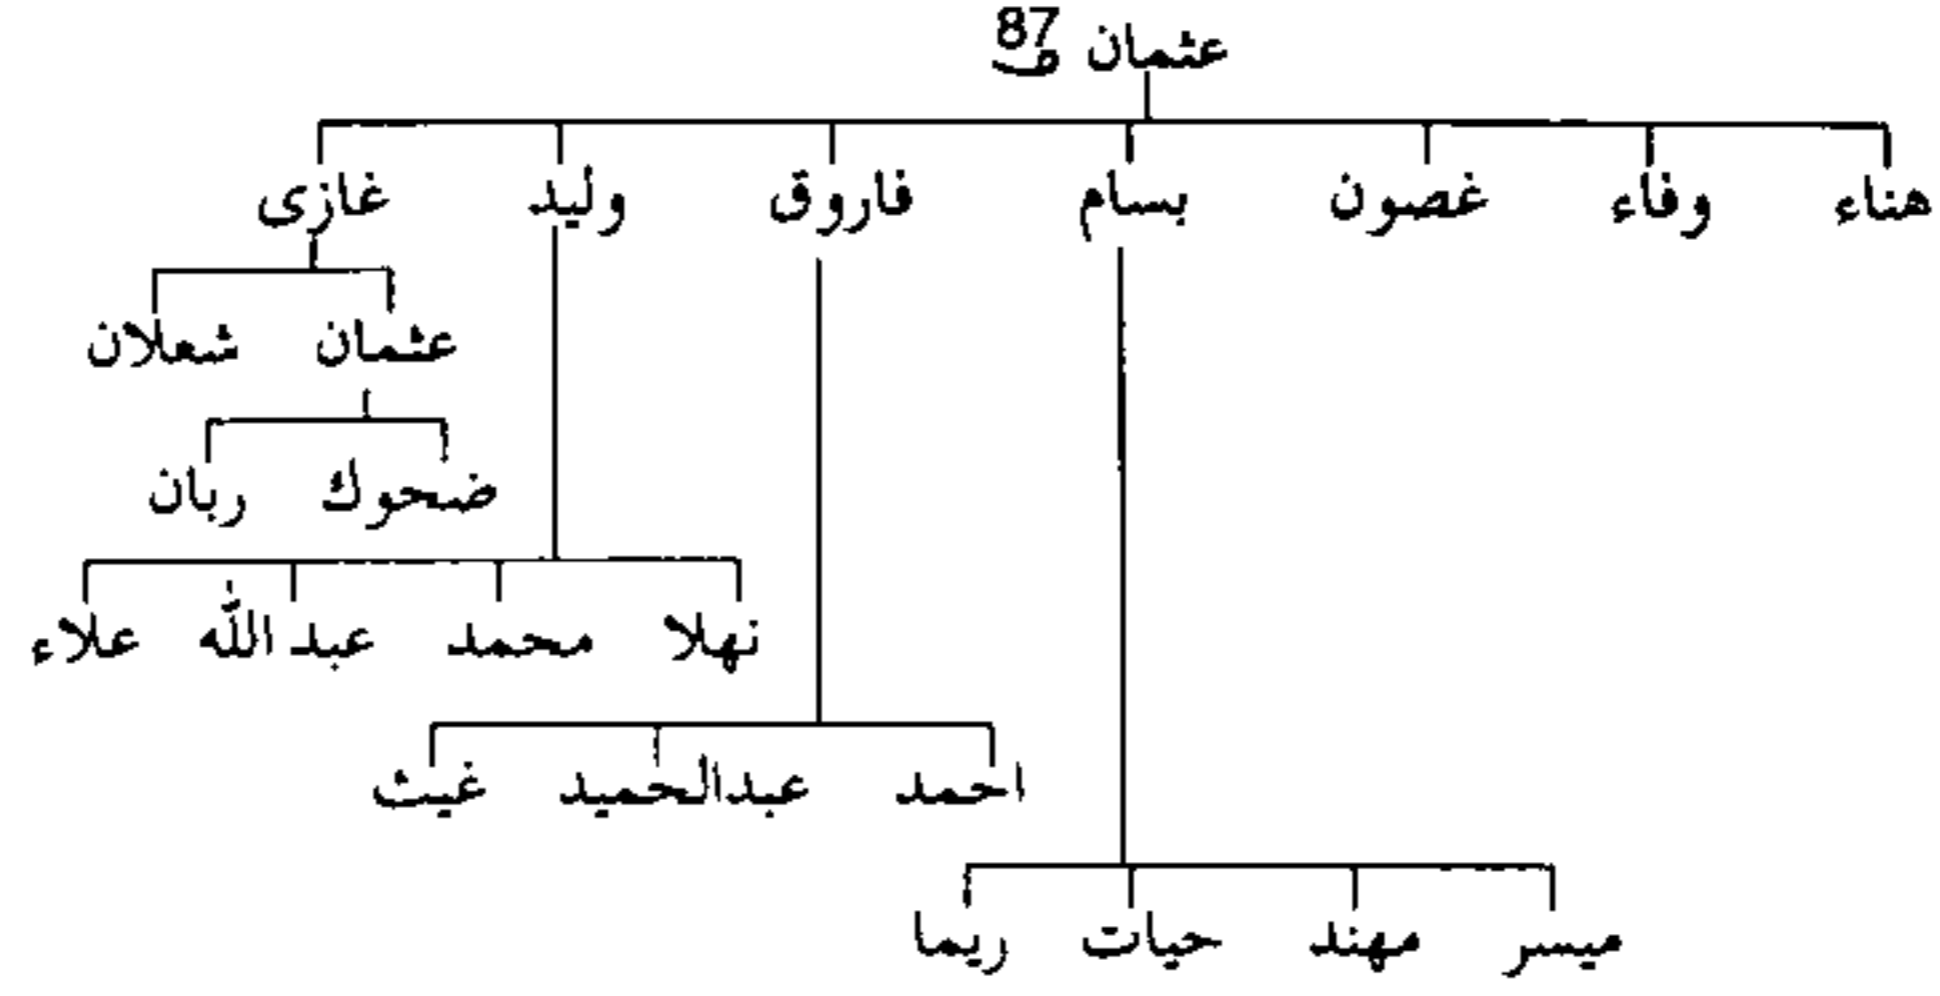 عثمان ف 87
هناء وفاء غصون بسام فاروق وليد غازى
عثمان شعلان
ضحوك ربان
نهلا محمد عبد الله علاء
احمد عبدالحميد غيث
ميسر مهند حيات ريما